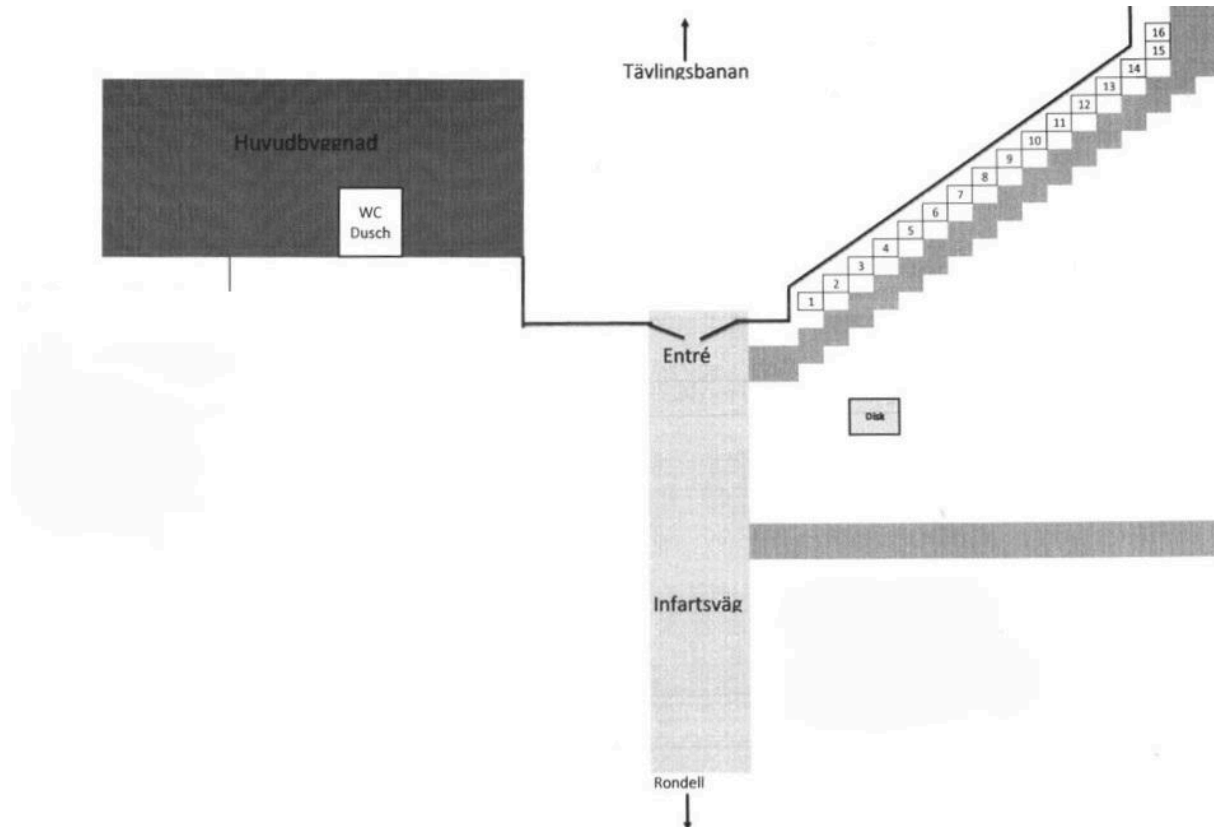 Tävlingsbanan
Huvudbyggnad
WC
Dusch
16
15
14
13
12
11
10
9
8
7
6
5
4
3
2
1
Entré
Disk
Infartsväg
Rondell